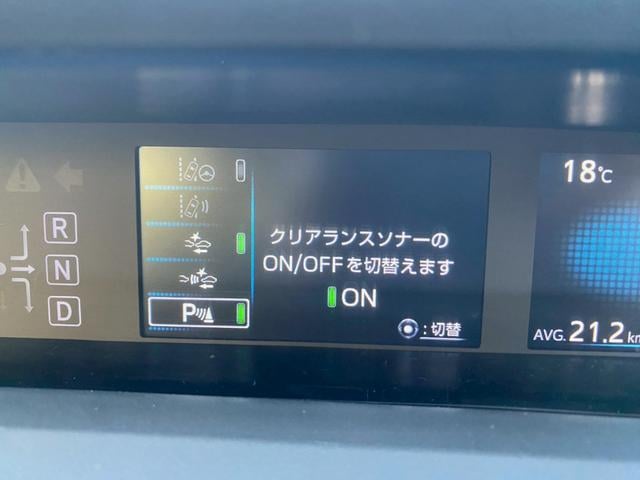 クリアランスソナーの
ON/OFFを切替えます
ON
:切替
P
R
N
D
18℃
AVG.21.2km